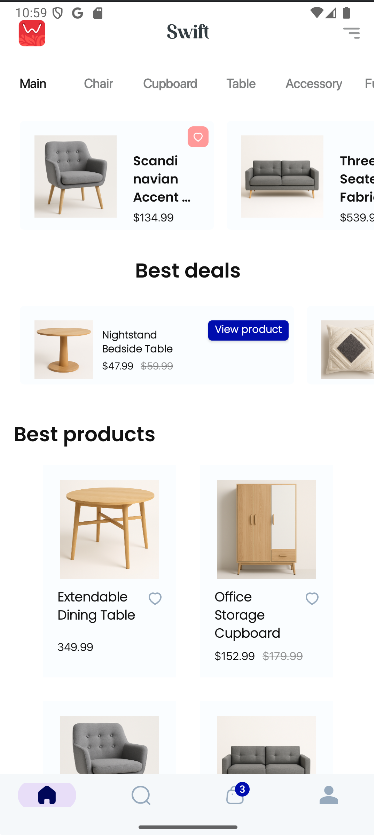 10:59
Swift
Main Chair Cupboard Table Accessory Fu
Scandi
navian
Accent ...
$134.99
Three
Seate
Fabric
$539.9
Best deals
Nightstand
Bedside Table
$47.99 $59.99
View product
Best products
Extendable
Dining Table
349.99
Office
Storage
Cupboard
$152.99 $179.99
3